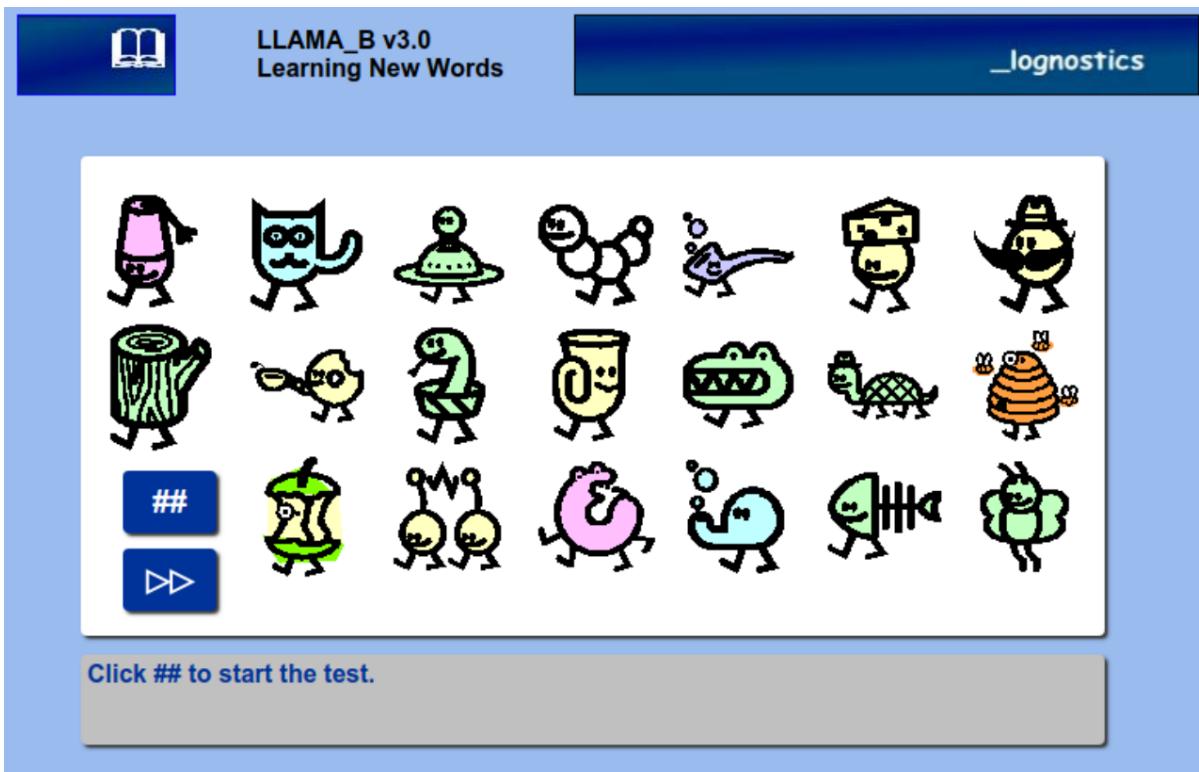 LLAMA_B v3.0
Learning New Words
_lognostics
##
Click ## to start the test.